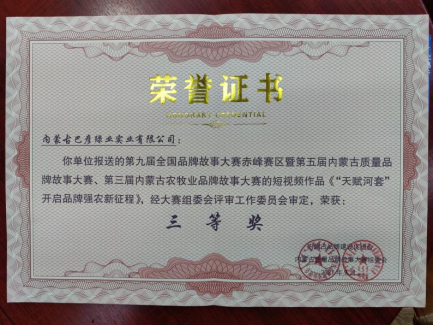 荣誉证书
HONORARY CREDENTIAL
内蒙古巴彦绿业实业有限公司：
你单位报送的第九届全国品牌故事大赛赤峰赛区暨第五届内蒙古质量品
牌故事大赛、第三届内蒙古农牧业品牌故事大赛的短视频作品《“天赋河套”
开启品牌强农新征程》，经大赛组委会评审工作委员会审定，荣获：
三等奖